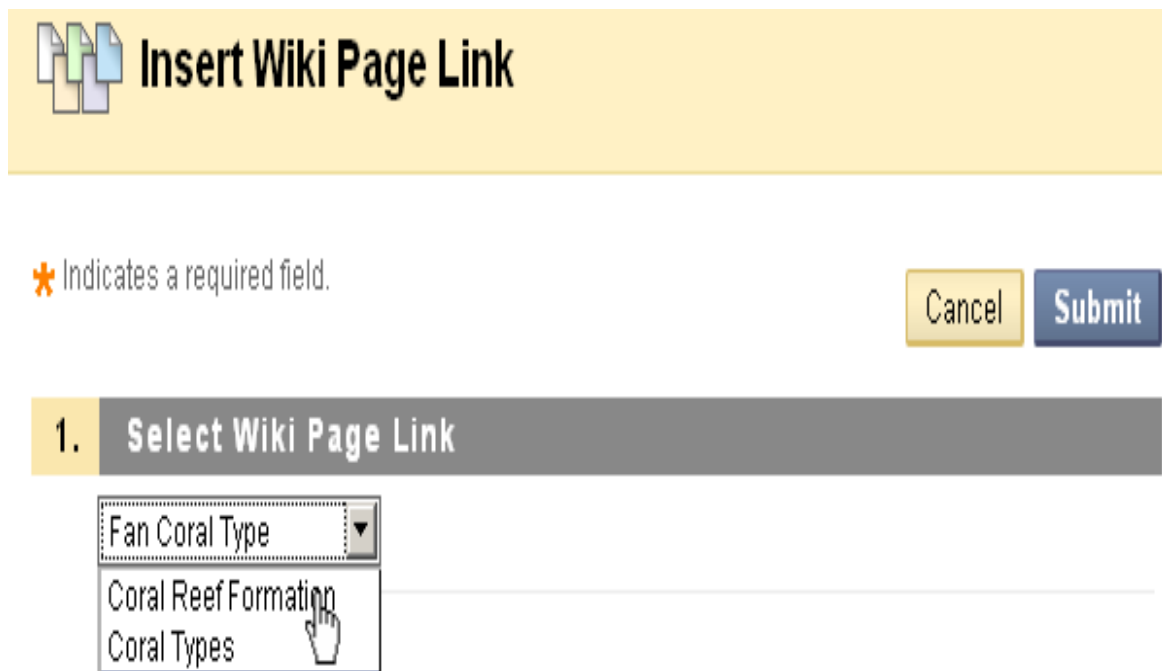 Insert Wiki Page Link
* Indicates a required field.
Cancel Submit
1. Select Wiki Page Link
Fan Coral Type
Coral Reef Formation
Coral Types